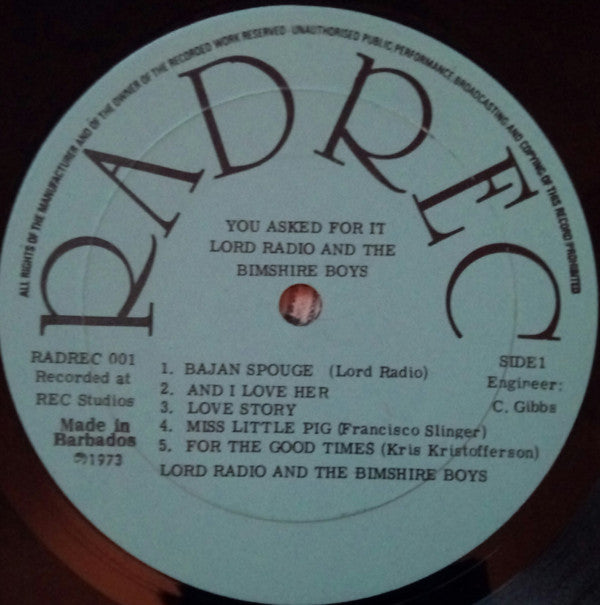 ALL RIGHTS OF THE MANUFACTURER AND OF THE OWNER OF THE RECORDED WORK RESERVED · UNAUTHORISED PUBLIC PERFORMANCE BROADCASTING AND COPYING OF THIS RECORD PROHIBITED
RADREC
YOU ASKED FOR IT
LORD RADIO AND THE
BIMSHIRE BOYS
RADREC 001
Recorded at
REC Studios
Made in
Barbados
℗1973
SIDE 1
Engineer:
C. Gibbs
1. BAJAN SPOUGE (Lord Radio)
2. AND I LOVE HER
3. LOVE STORY
4. MISS LITTLE PIG (Francisco Slinger)
5. FOR THE GOOD TIMES (Kris Kristofferson)
LORD RADIO AND THE BIMSHIRE BOYS